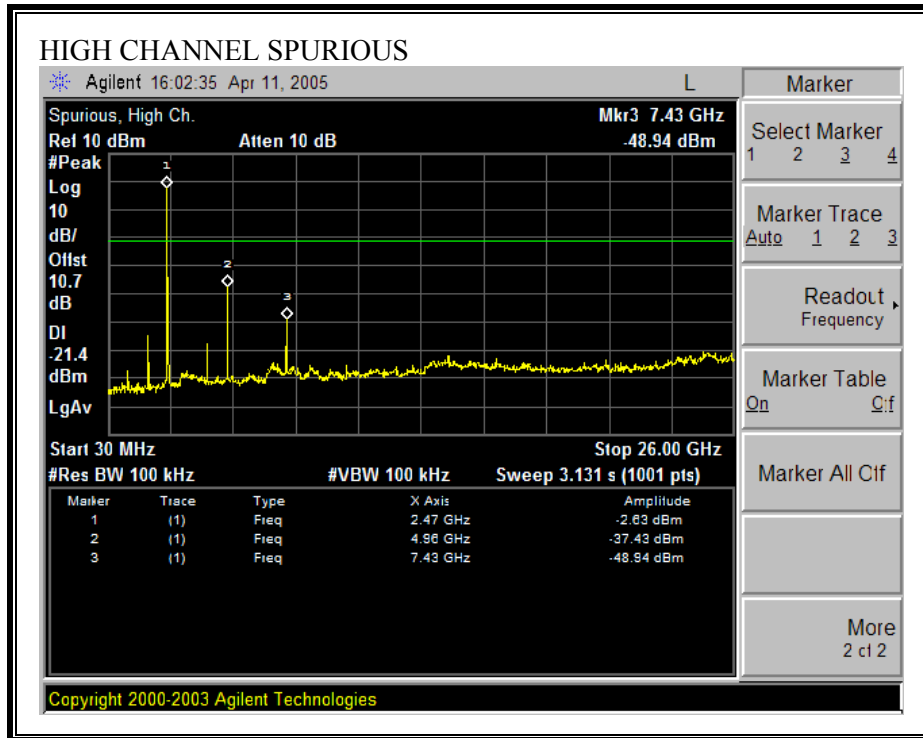 HIGH CHANNEL SPURIOUS
Agilent 16:02:35 Apr 11, 2005 L
Marker
Spurious, High Ch. Mkr3 7.43 GHz
Ref 10 dBm Atten 10 dB -48.94 dBm
#Peak
Log
10
dB/
Offst
10.7
dB
DI
-21.4
dBm
LgAv
1
2
3
Start 30 MHz Stop 26.00 GHz
#Res BW 100 kHz #VBW 100 kHz Sweep 3.131 s (1001 pts)
Marker Trace Type X Axis Amplitude
1 (1) Freq 2.47 GHz -2.63 dBm
2 (1) Freq 4.96 GHz -37.43 dBm
3 (1) Freq 7.43 GHz -48.94 dBm
Select Marker
1 2 3 4
Marker Trace
Auto 1 2 3
Readout
Frequency
Marker Table
On Off
Marker All Off
More
2 of 2
Copyright 2000-2003 Agilent Technologies